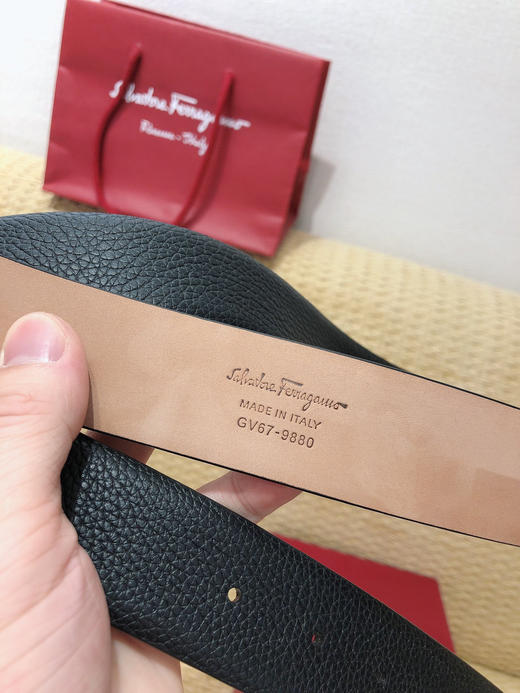 Salvatore Ferragamo
Firenze - Italy
Salvatore Ferragamo
MADE IN ITALY
GV67-9880